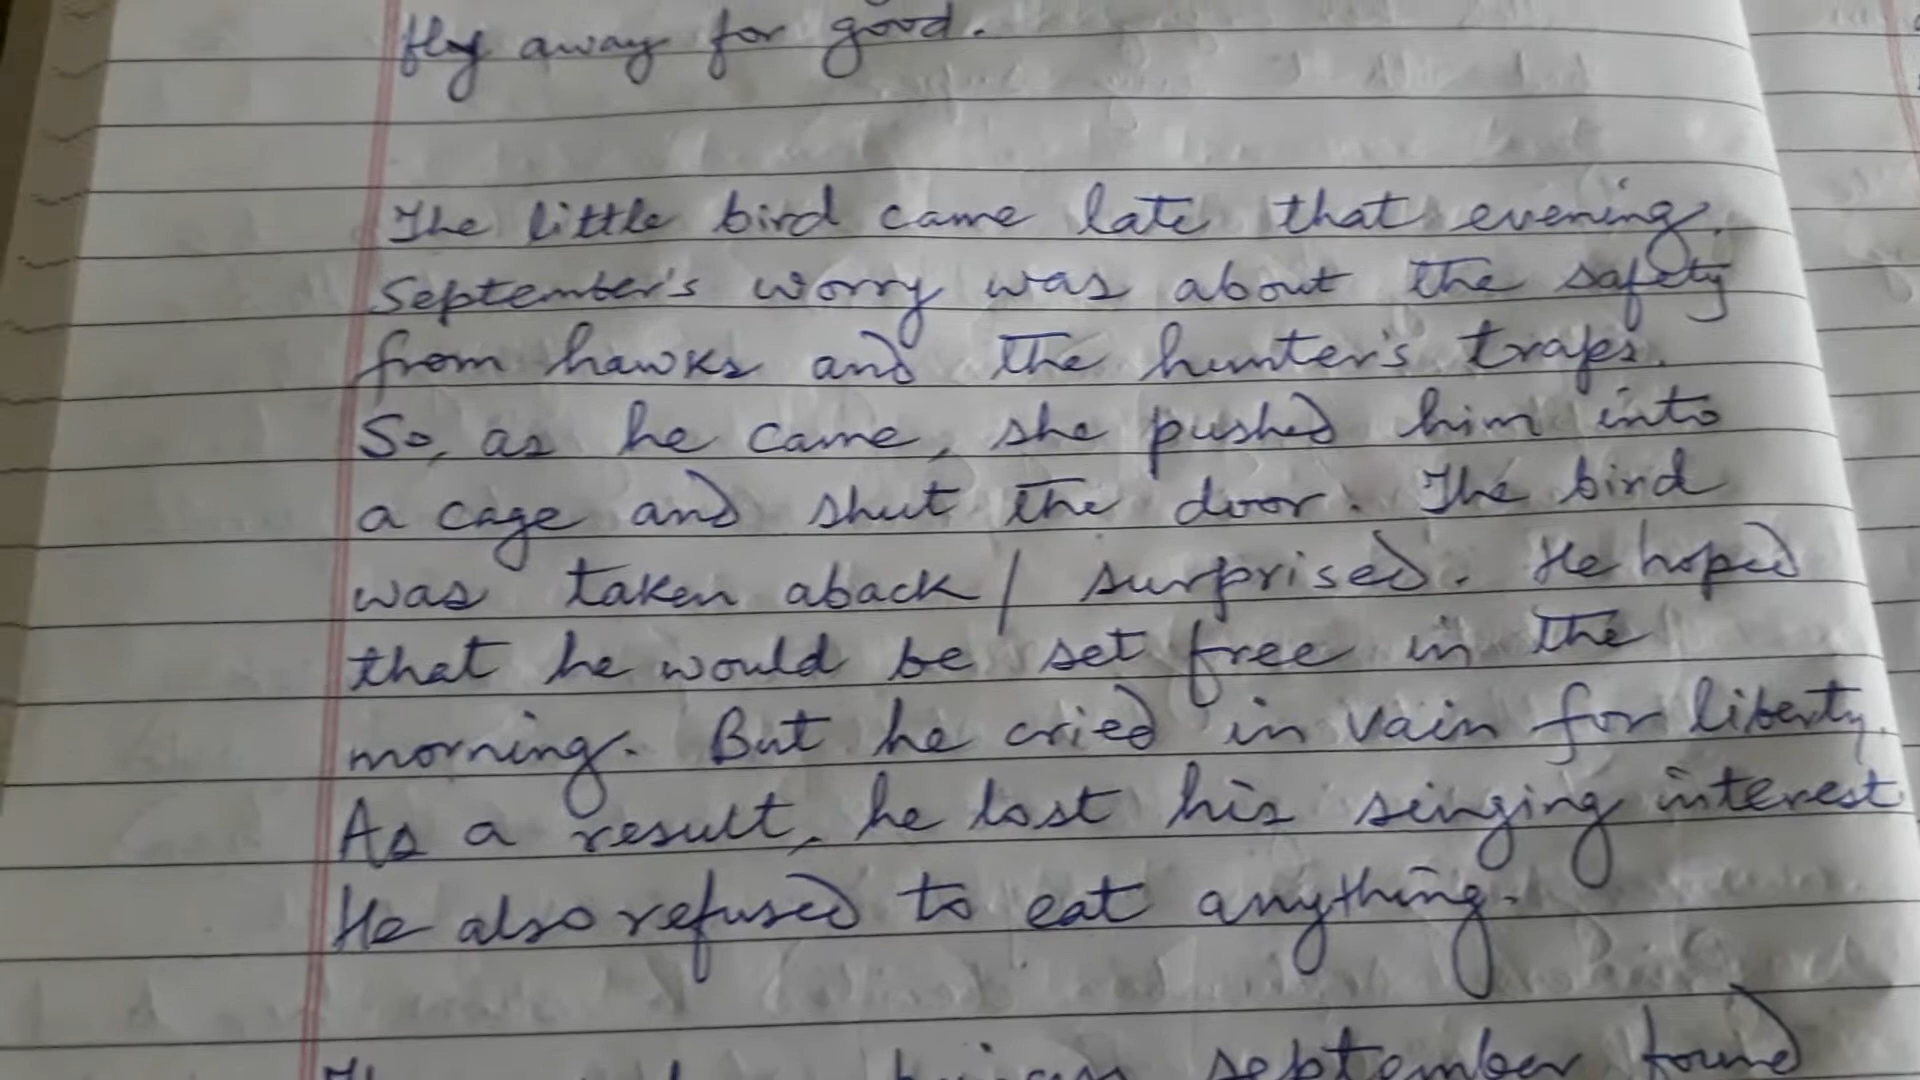 fly away for good.
The little bird came late that evening.
September's worry was about the safety
from hawks and the hunter's traps.
So, as he came, she pushed him into
a cage and shut the door. The bird
was taken aback / surprised. He hoped
that he would be set free in the
morning. But he cried in vain for liberty.
As a result, he lost his singing interest.
He also refused to eat anything.
september found